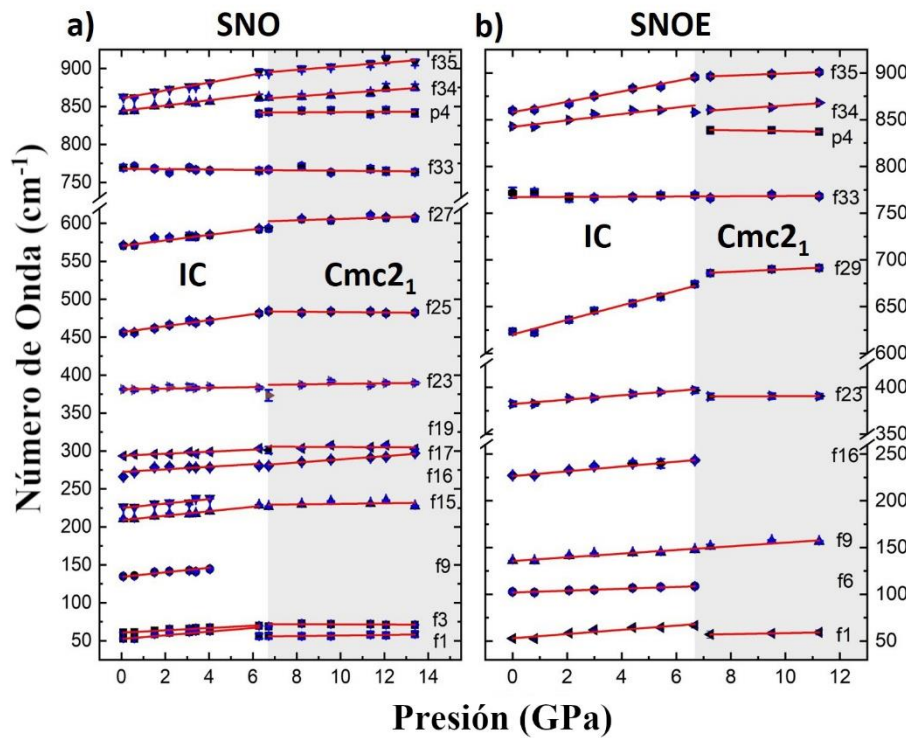 a) SNO
b) SNOE
Número de Onda (cm⁻¹)
900
850
800
750
600
550
500
450
400
350
300
250
200
150
100
50
f35
f34
p4
f33
f27
IC
Cmc2₁
f25
f23
f19
f17
f16
f15
f9
f3
f1
0 2 4 6 8 10 12 14
f35
f34
p4
f33
IC
Cmc2₁
f29
f23
f16
f9
f6
f1
900
850
800
750
700
650
600
400
350
250
200
150
100
50
0 2 4 6 8 10 12
Presión (GPa)